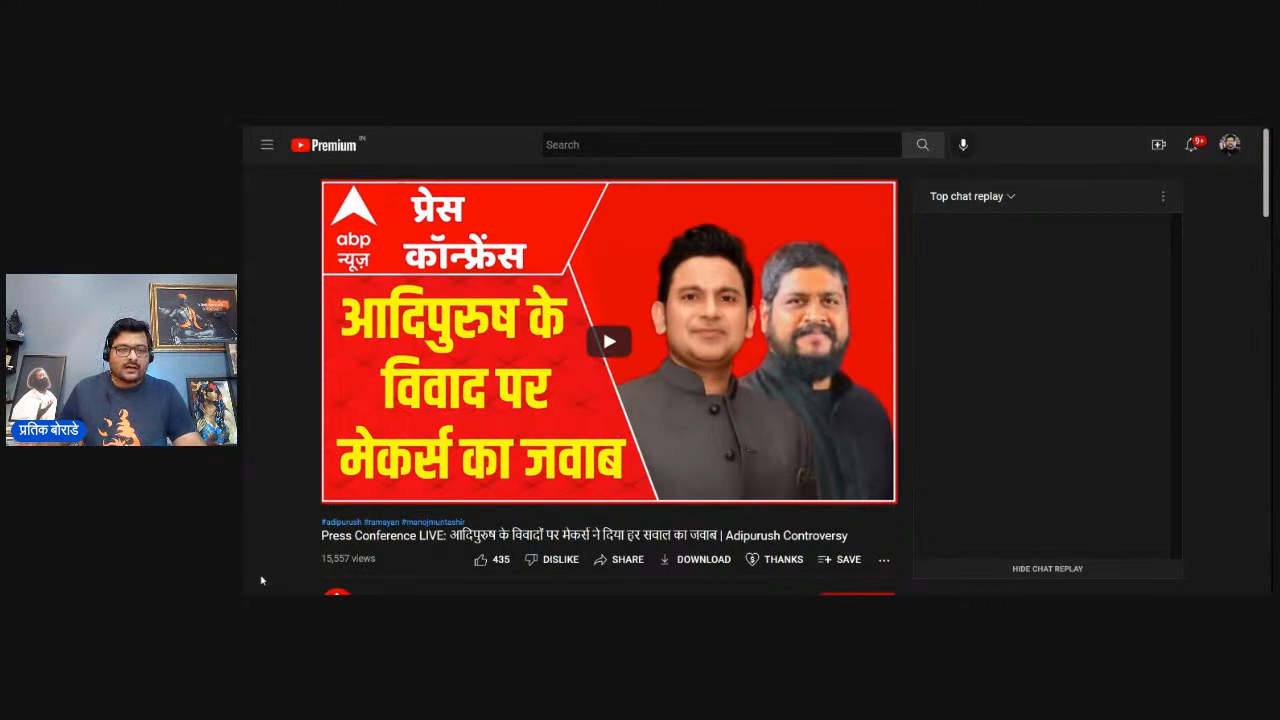 Premium IN
Search
9+
abp
न्यूज़
प्रेस
कॉन्फ्रेंस
आदिपुरुष के
विवाद पर
मेकर्स का जवाब
Top chat replay
प्रतिक बोराडे
#adipurush #ramayan #manojmuntashir
Press Conference LIVE: आदिपुरुष के विवादों पर मेकर्स ने दिया हर सवाल का जवाब | Adipurush Controversy
15,557 views
435 DISLIKE SHARE DOWNLOAD THANKS SAVE
HIDE CHAT REPLAY